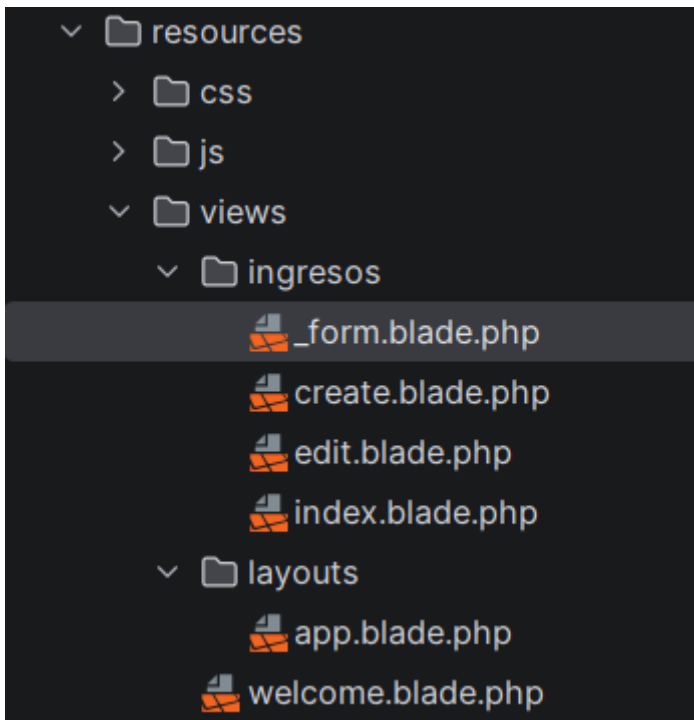 resources
css
js
views
ingresos
_form.blade.php
create.blade.php
edit.blade.php
index.blade.php
layouts
app.blade.php
welcome.blade.php